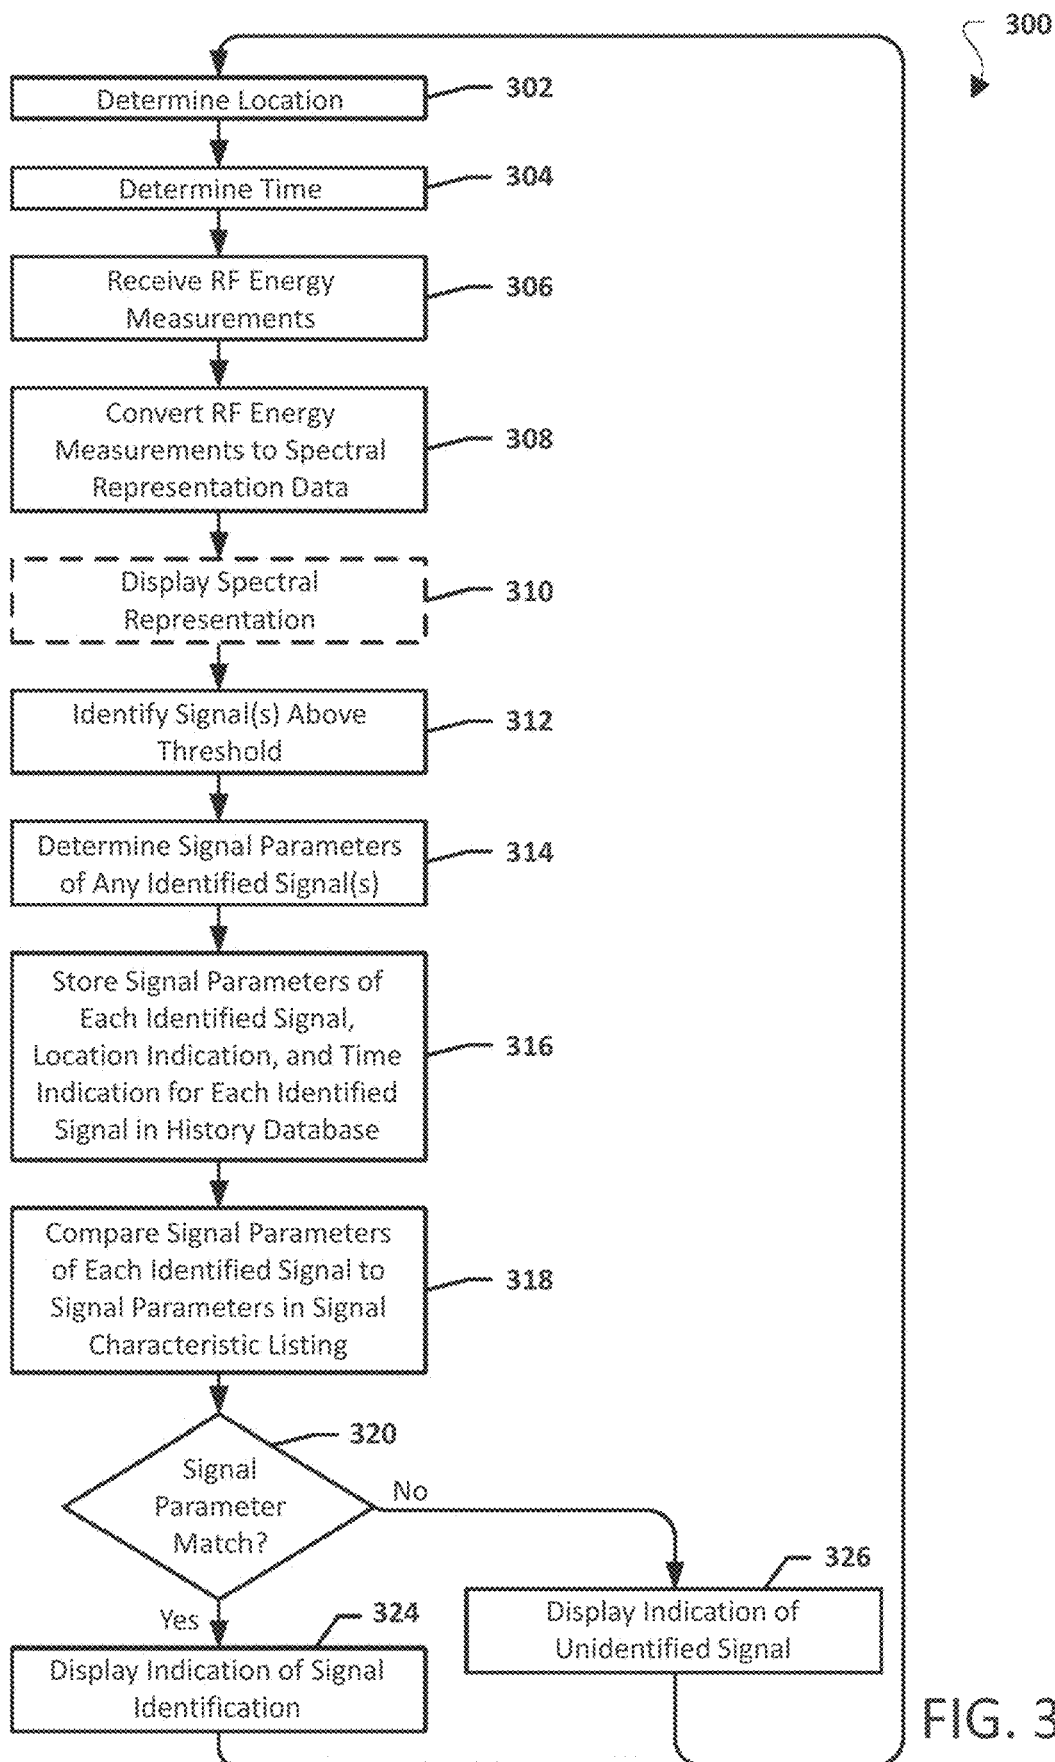 300
Determine Location
302
Determine Time
304
Receive RF Energy
Measurements
306
Convert RF Energy
Measurements to Spectral
Representation Data
308
Display Spectral
Representation
310
Identify Signal(s) Above
Threshold
312
Determine Signal Parameters
of Any Identified Signal(s)
314
Store Signal Parameters of
Each Identified Signal,
Location Indication, and Time
Indication for Each Identified
Signal in History Database
316
Compare Signal Parameters
of Each Identified Signal to
Signal Parameters in Signal
Characteristic Listing
318
320
Signal
Parameter
Match?
No
326
Display Indication of
Unidentified Signal
Yes
324
Display Indication of Signal
Identification
FIG. 3